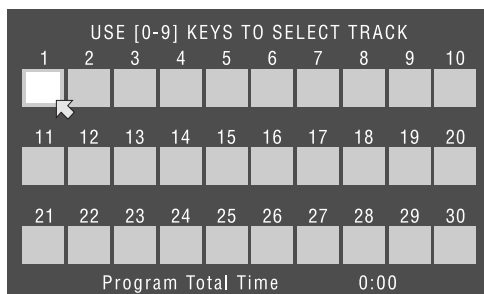 USE [0-9] KEYS TO SELECT TRACK
1 2 3 4 5 6 7 8 9 10
11 12 13 14 15 16 17 18 19 20
21 22 23 24 25 26 27 28 29 30
Program Total Time 0:00